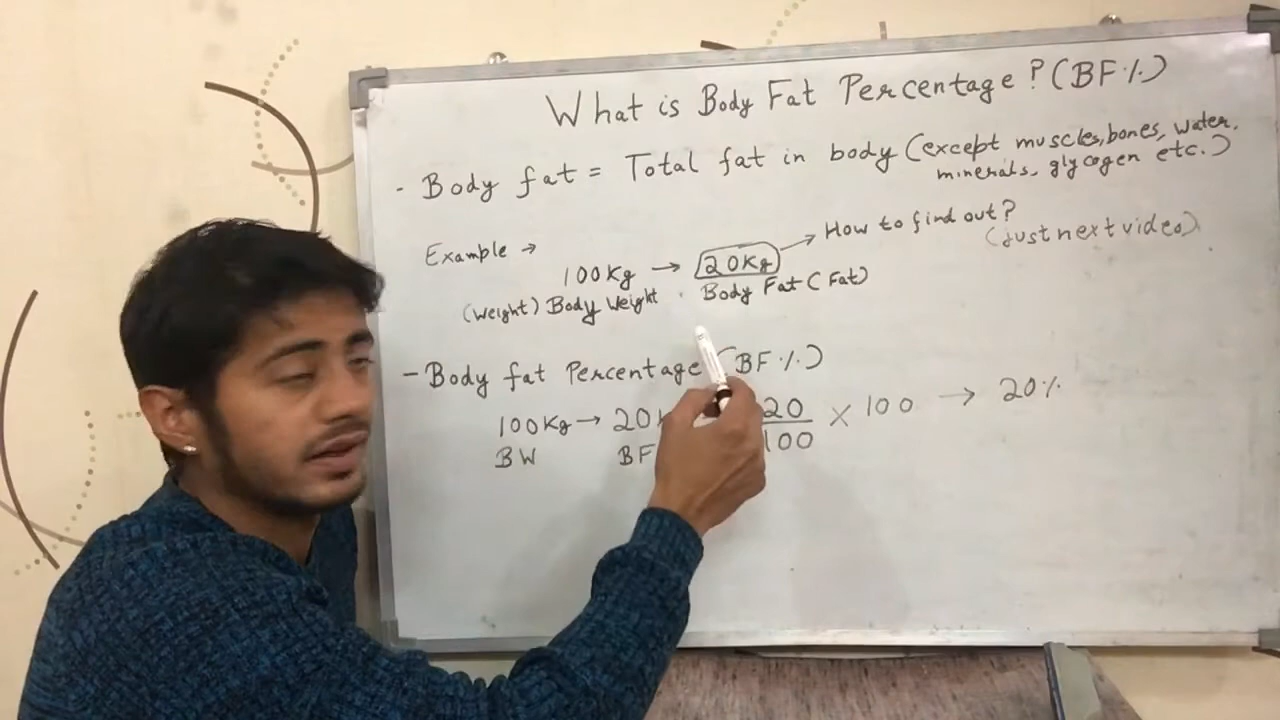 What is Body Fat Percentage? (BF%)
- Body fat = Total fat in body (except muscles, bones, water,
minerals, glycogen etc.)
Example → How to find out?
(Just next video)
100Kg → 20Kg
(weight) Body Weight Body Fat (Fat)
- Body fat Percentage (BF%)
100Kg → 20 20/100 × 100 → 20%
BW BF